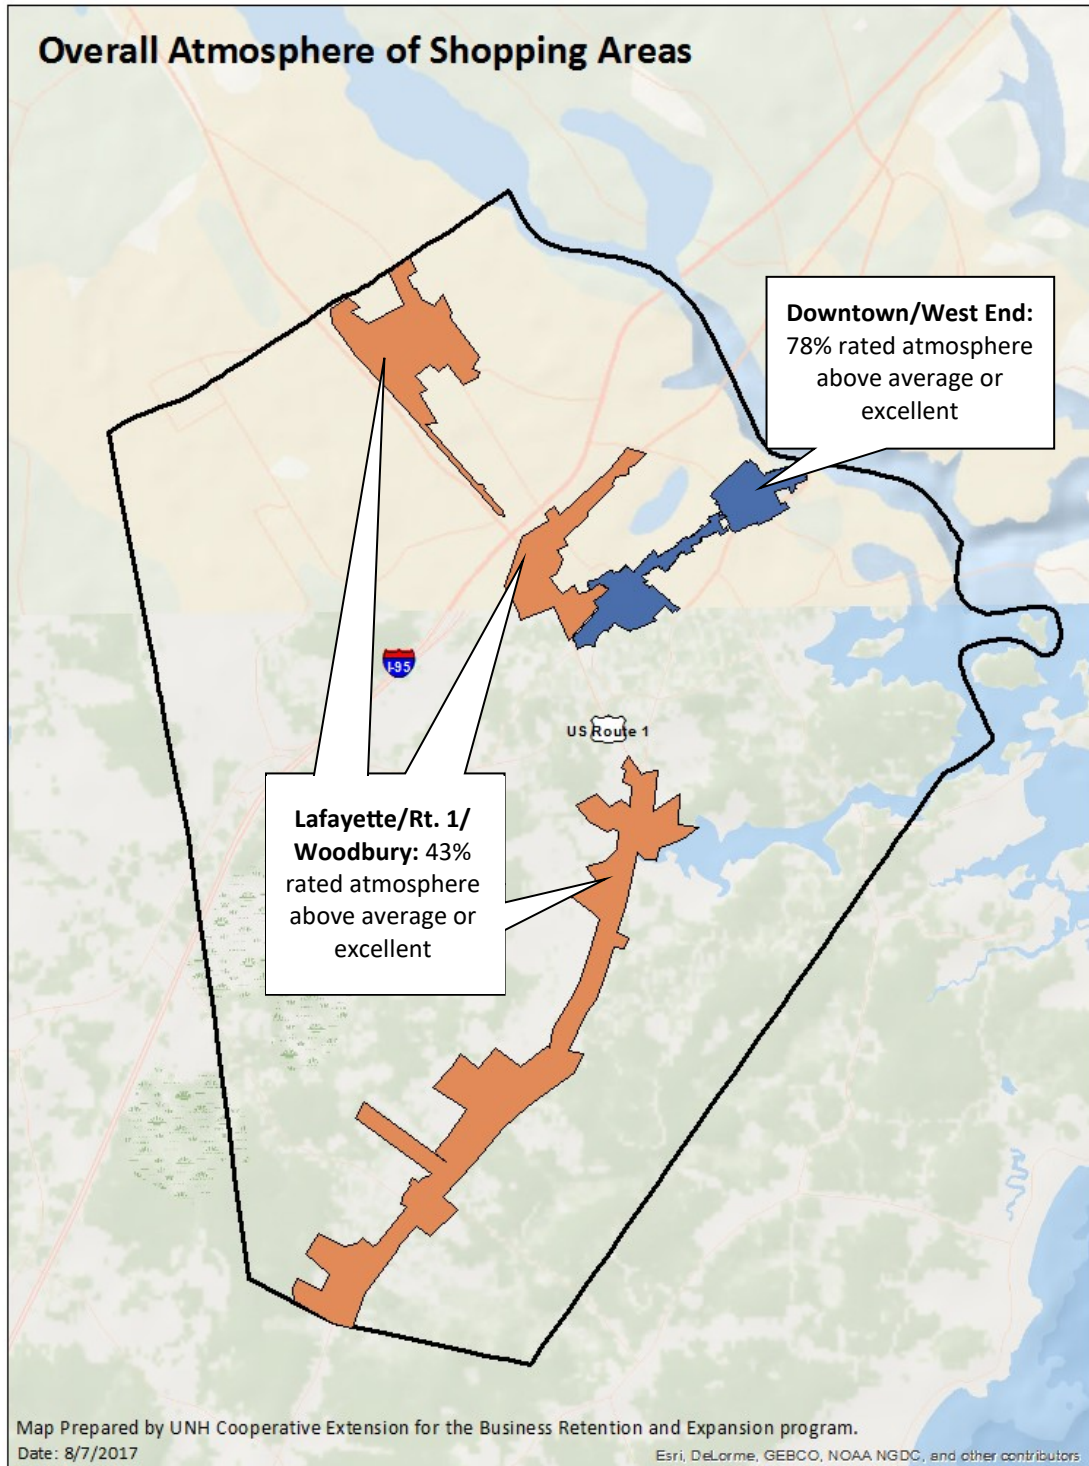 Overall Atmosphere of Shopping Areas
Downtown/West End:
78% rated atmosphere
above average or
excellent
I-95
US Route 1
Lafayette/Rt. 1/
Woodbury: 43%
rated atmosphere
above average or
excellent
Map Prepared by UNH Cooperative Extension for the Business Retention and Expansion program.
Date: 8/7/2017
Esri, DeLorme, GEBCO, NOAA NGDC, and other contributors